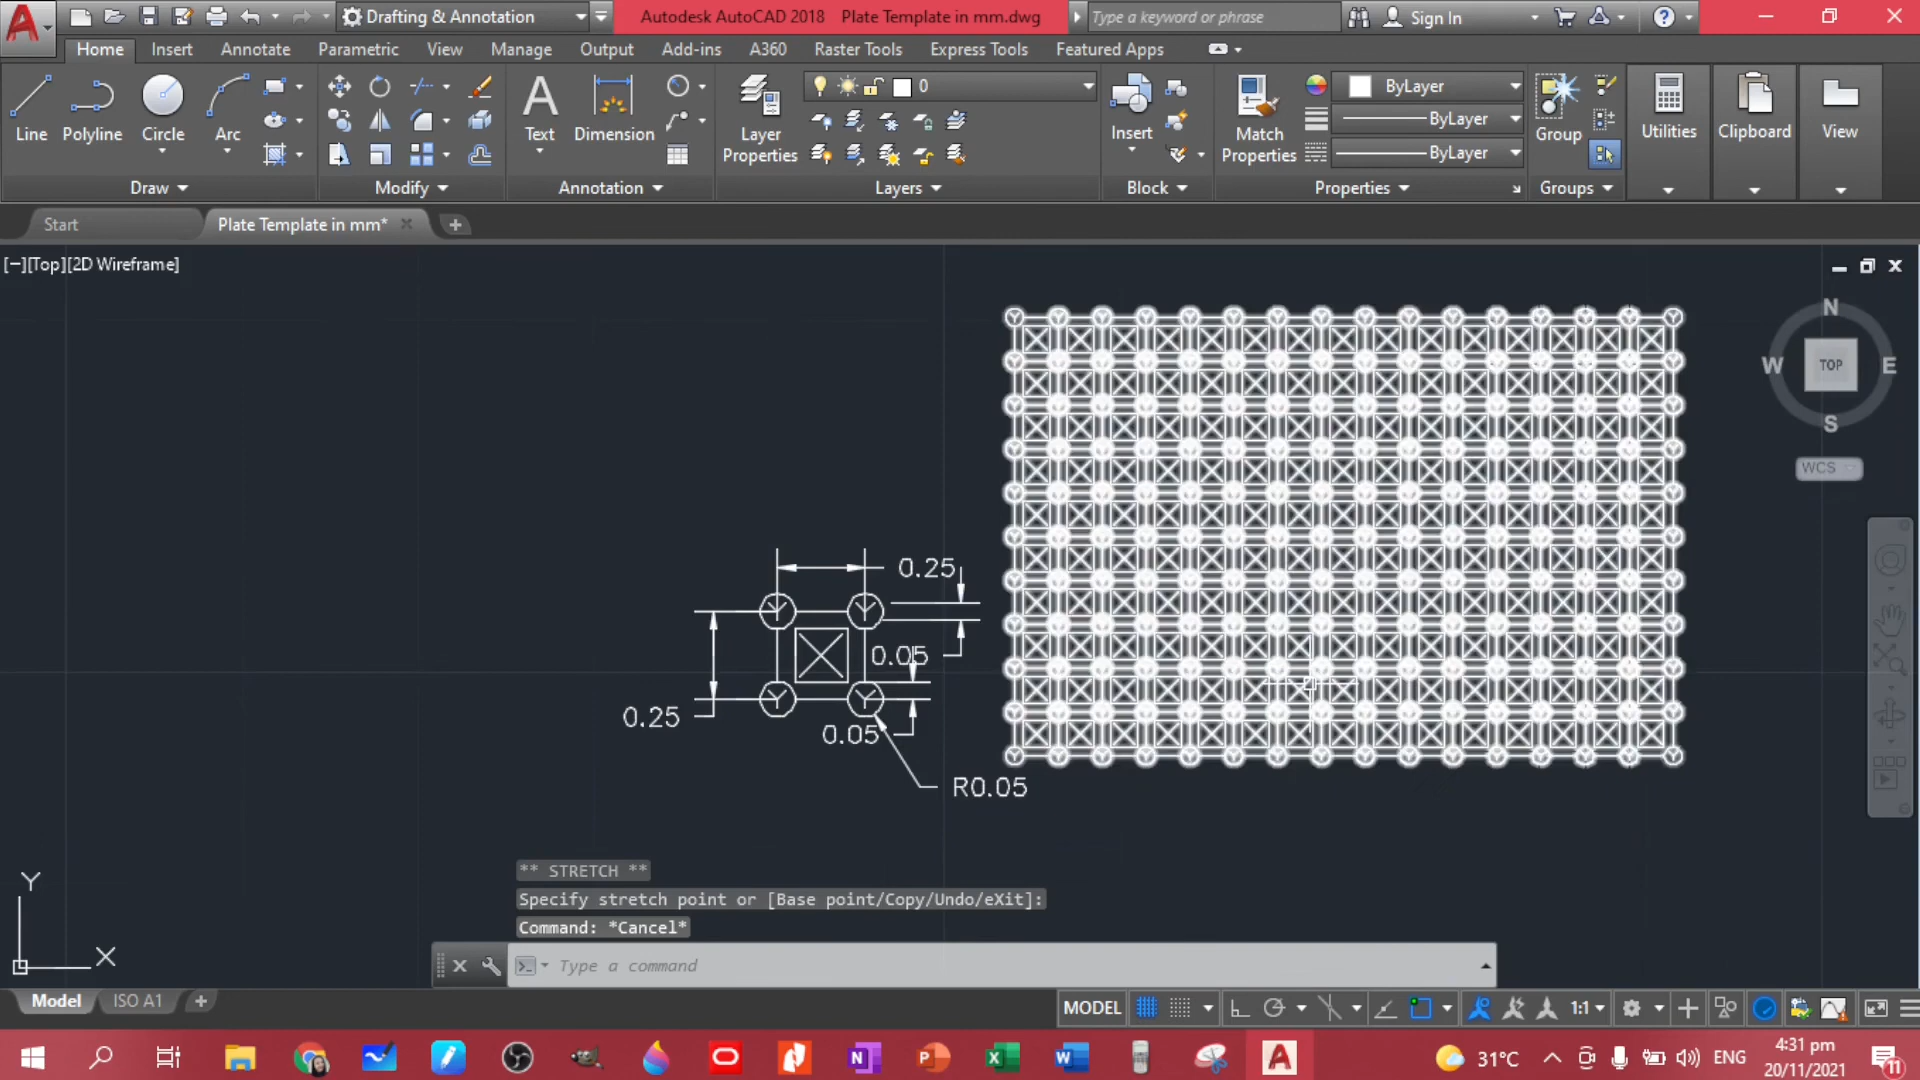 Drafting & Annotation
Autodesk AutoCAD 2018 Plate Template in mm.dwg
Type a keyword or phrase
Sign In
Home Insert Annotate Parametric View Manage Output Add-ins A360 Raster Tools Express Tools Featured Apps
0
ByLayer
ByLayer
ByLayer
Line Polyline Circle Arc
Text Dimension
Layer Properties
Insert
Match Properties
Group
Utilities
Clipboard
View
Draw Modify Annotation Layers Block Properties Groups
Start
Plate Template in mm*
[−][Top][2D Wireframe]
N
W TOP E
S
WCS
0.25
0.05
0.25
0.05
R0.05
** STRETCH **
Specify stretch point or [Base point/Copy/Undo/eXit]:
Command: *Cancel*
Type a command
Y
X
Model ISO A1
MODEL
1:1
31°C
ENG
4:31 pm
20/11/2021
11